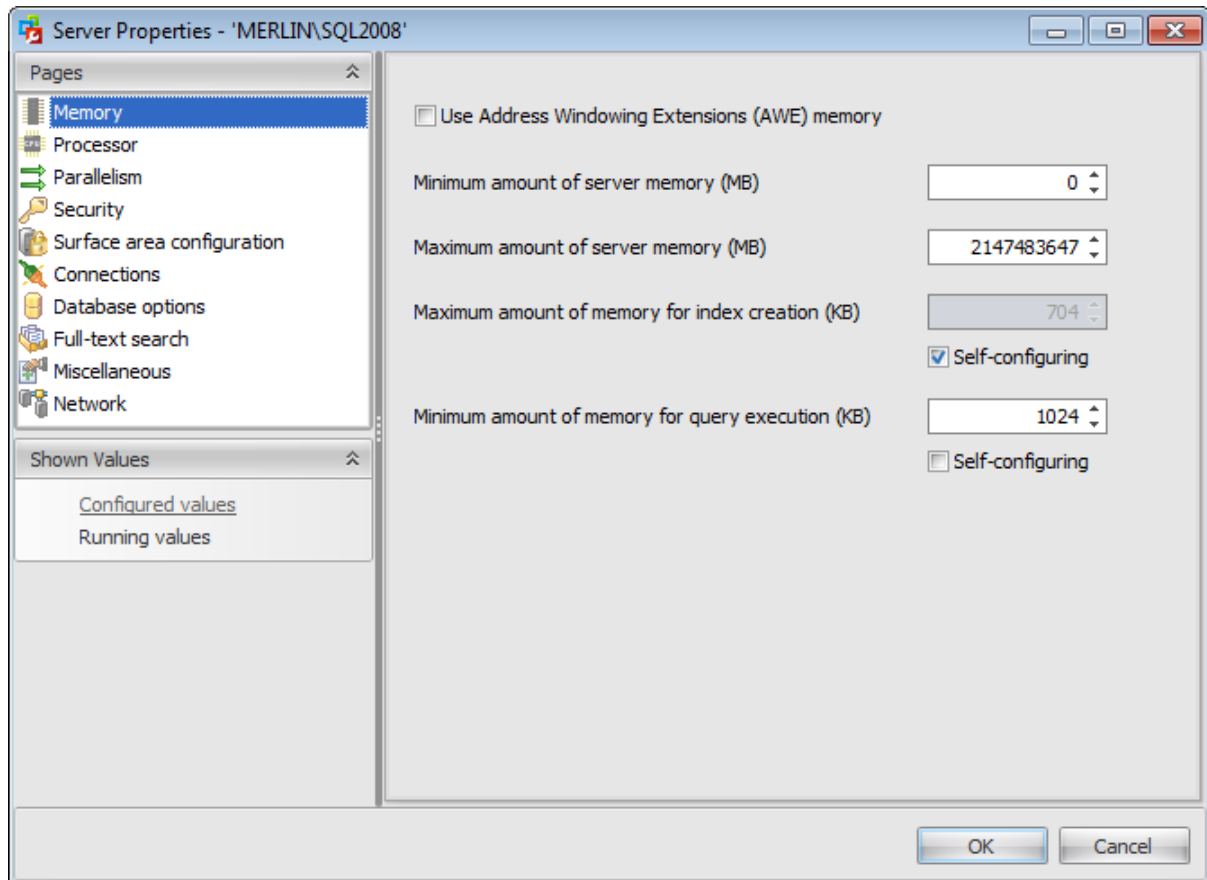 Server Properties - 'MERLIN\SQL2008'
Pages
Memory
Processor
Parallelism
Security
Surface area configuration
Connections
Database options
Full-text search
Miscellaneous
Network
Shown Values
Configured values
Running values
Use Address Windowing Extensions (AWE) memory
Minimum amount of server memory (MB) 0
Maximum amount of server memory (MB) 2147483647
Maximum amount of memory for index creation (KB) 704
Self-configuring
Minimum amount of memory for query execution (KB) 1024
Self-configuring
OK Cancel